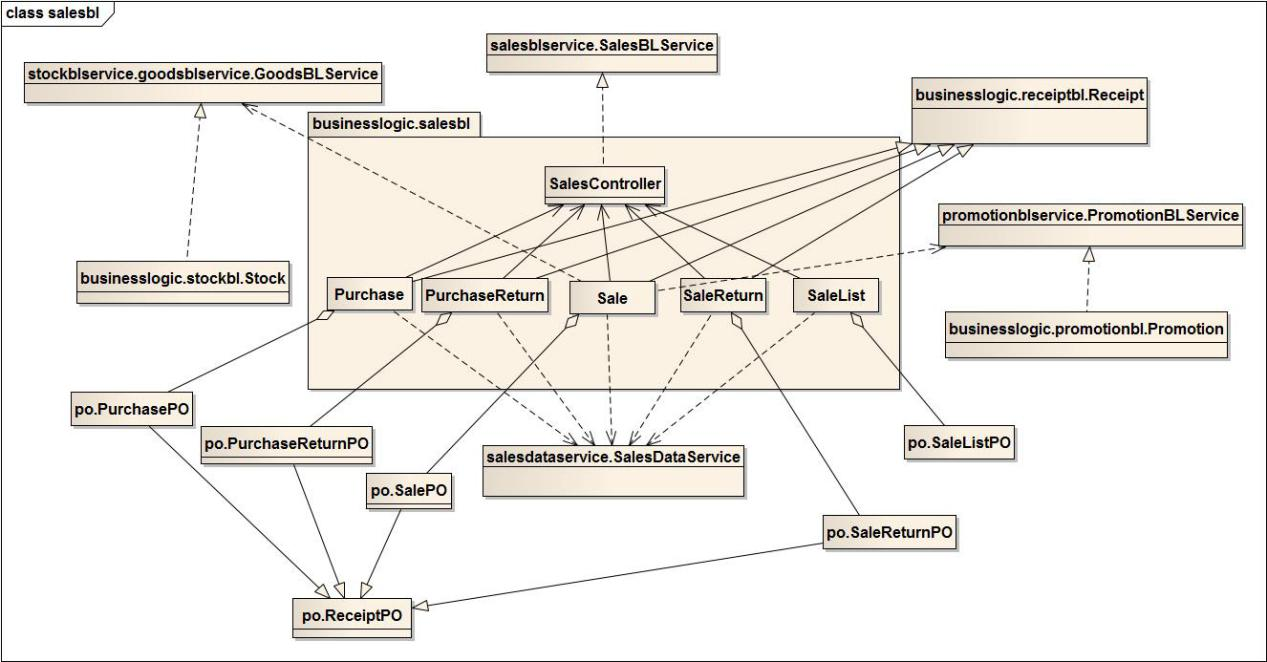 class salesbl
salesblservice.SalesBLService
stockblservice.goodsblservice.GoodsBLService
businesslogic.receiptbl.Receipt
businesslogic.salesbl
SalesController
promotionblservice.PromotionBLService
businesslogic.stockbl.Stock
Purchase
PurchaseReturn
Sale
SaleReturn
SaleList
businesslogic.promotionbl.Promotion
po.PurchasePO
po.PurchaseReturnPO
salesdataservice.SalesDataService
po.SaleListPO
po.SalePO
po.SaleReturnPO
po.ReceiptPO